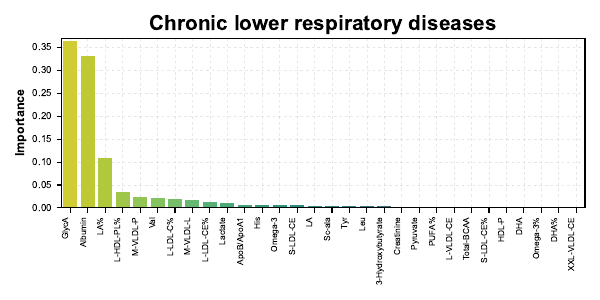 Chronic lower respiratory diseases
Importance
0.35
0.30
0.25
0.20
0.15
0.10
0.05
0.00
GlycA
Albumin
LA%
L-HDL-PL%
M-VLDL-P
Val
L-LDL-C%
M-VLDL-L
L-LDL-CE%
Lactate
ApoB/ApoA1
His
Omega-3
S-LDL-CE
LA
Sc-ala
Tyr
Leu
3-Hydroxybutyrate
Creatinine
Pyruvate
PUFA%
L-VLDL-CE
Total-BCAA
S-LDL-CE%
HDL-P
DHA
Omega-3%
DHA%
XXL-VLDL-CE